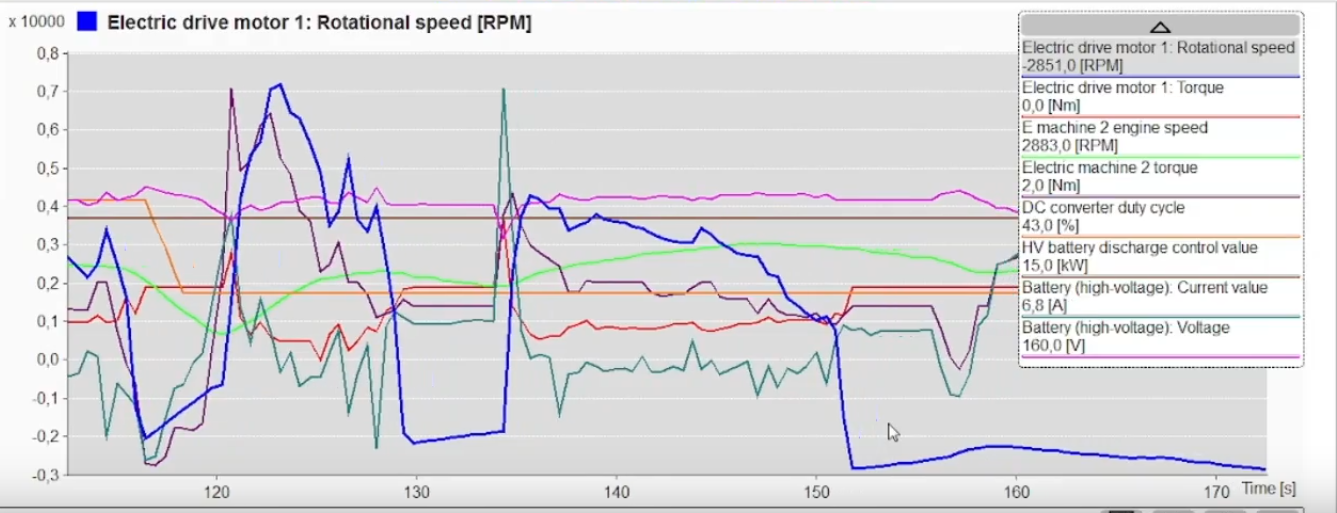 x 10000 Electric drive motor 1: Rotational speed [RPM]
0,8
0,7
0,6
0,5
0,4
0,3
0,2
0,1
0,0
-0,1
-0,2
-0,3
120 130 140 150 160 170 Time [s]
Electric drive motor 1: Rotational speed
-2851,0 [RPM]
Electric drive motor 1: Torque
0,0 [Nm]
E machine 2 engine speed
2883,0 [RPM]
Electric machine 2 torque
2,0 [Nm]
DC converter duty cycle
43,0 [%]
HV battery discharge control value
15,0 [kW]
Battery (high-voltage): Current value
6,8 [A]
Battery (high-voltage): Voltage
160,0 [V]